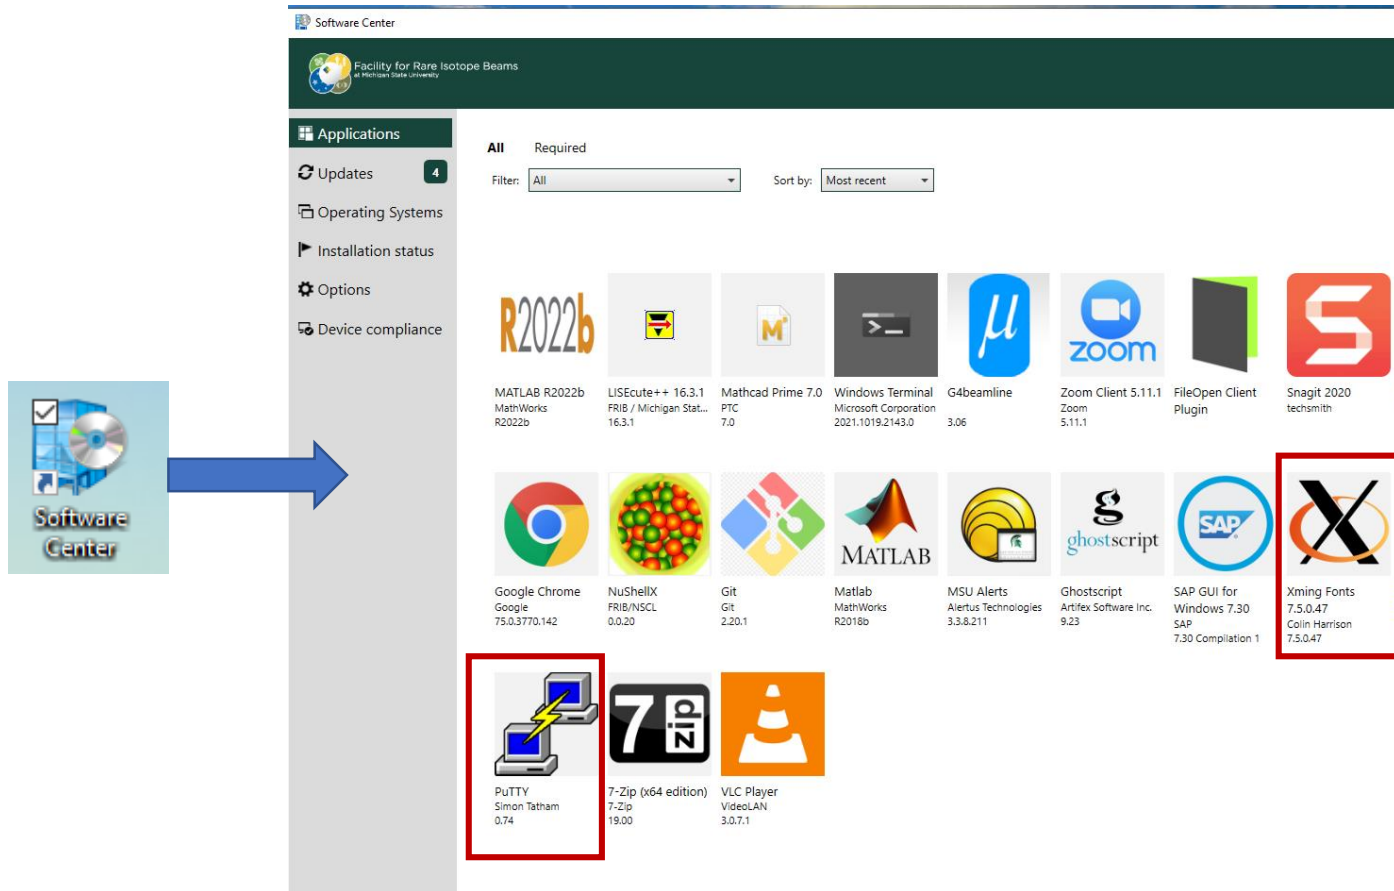 Software Center
Facility for Rare Isotope Beams
at Michigan State University
Applications
Updates
4
Operating Systems
Installation status
Options
Device compliance
All
Required
Filter:
All
Sort by:
Most recent
R2022b
M
>_
μ
zoom
S
MATLAB R2022b
MathWorks
R2022b
LISEcute++ 16.3.1
FRIB / Michigan Stat...
16.3.1
Mathcad Prime 7.0
PTC
7.0
Windows Terminal
Microsoft Corporation
2021.1019.2143.0
G4beamline
3.06
Zoom Client 5.11.1
Zoom
5.11.1
FileOpen Client
Plugin
Snagit 2020
techsmith
Software
Center
MATLAB
g
ghostscript
SAP
X
Google Chrome
Google
75.0.3770.142
NuShellX
FRIB/NSCL
0.0.20
Git
Git
2.20.1
Matlab
MathWorks
R2018b
MSU Alerts
Alertus Technologies
3.3.8.211
Ghostscript
Artifex Software Inc.
9.23
SAP GUI for
Windows 7.30
SAP
7.30 Compilation 1
Xming Fonts
7.5.0.47
Colin Harrison
7.5.0.47
7zip
PuTTY
Simon Tatham
0.74
7-Zip (x64 edition)
7-Zip
19.00
VLC Player
VideoLAN
3.0.7.1